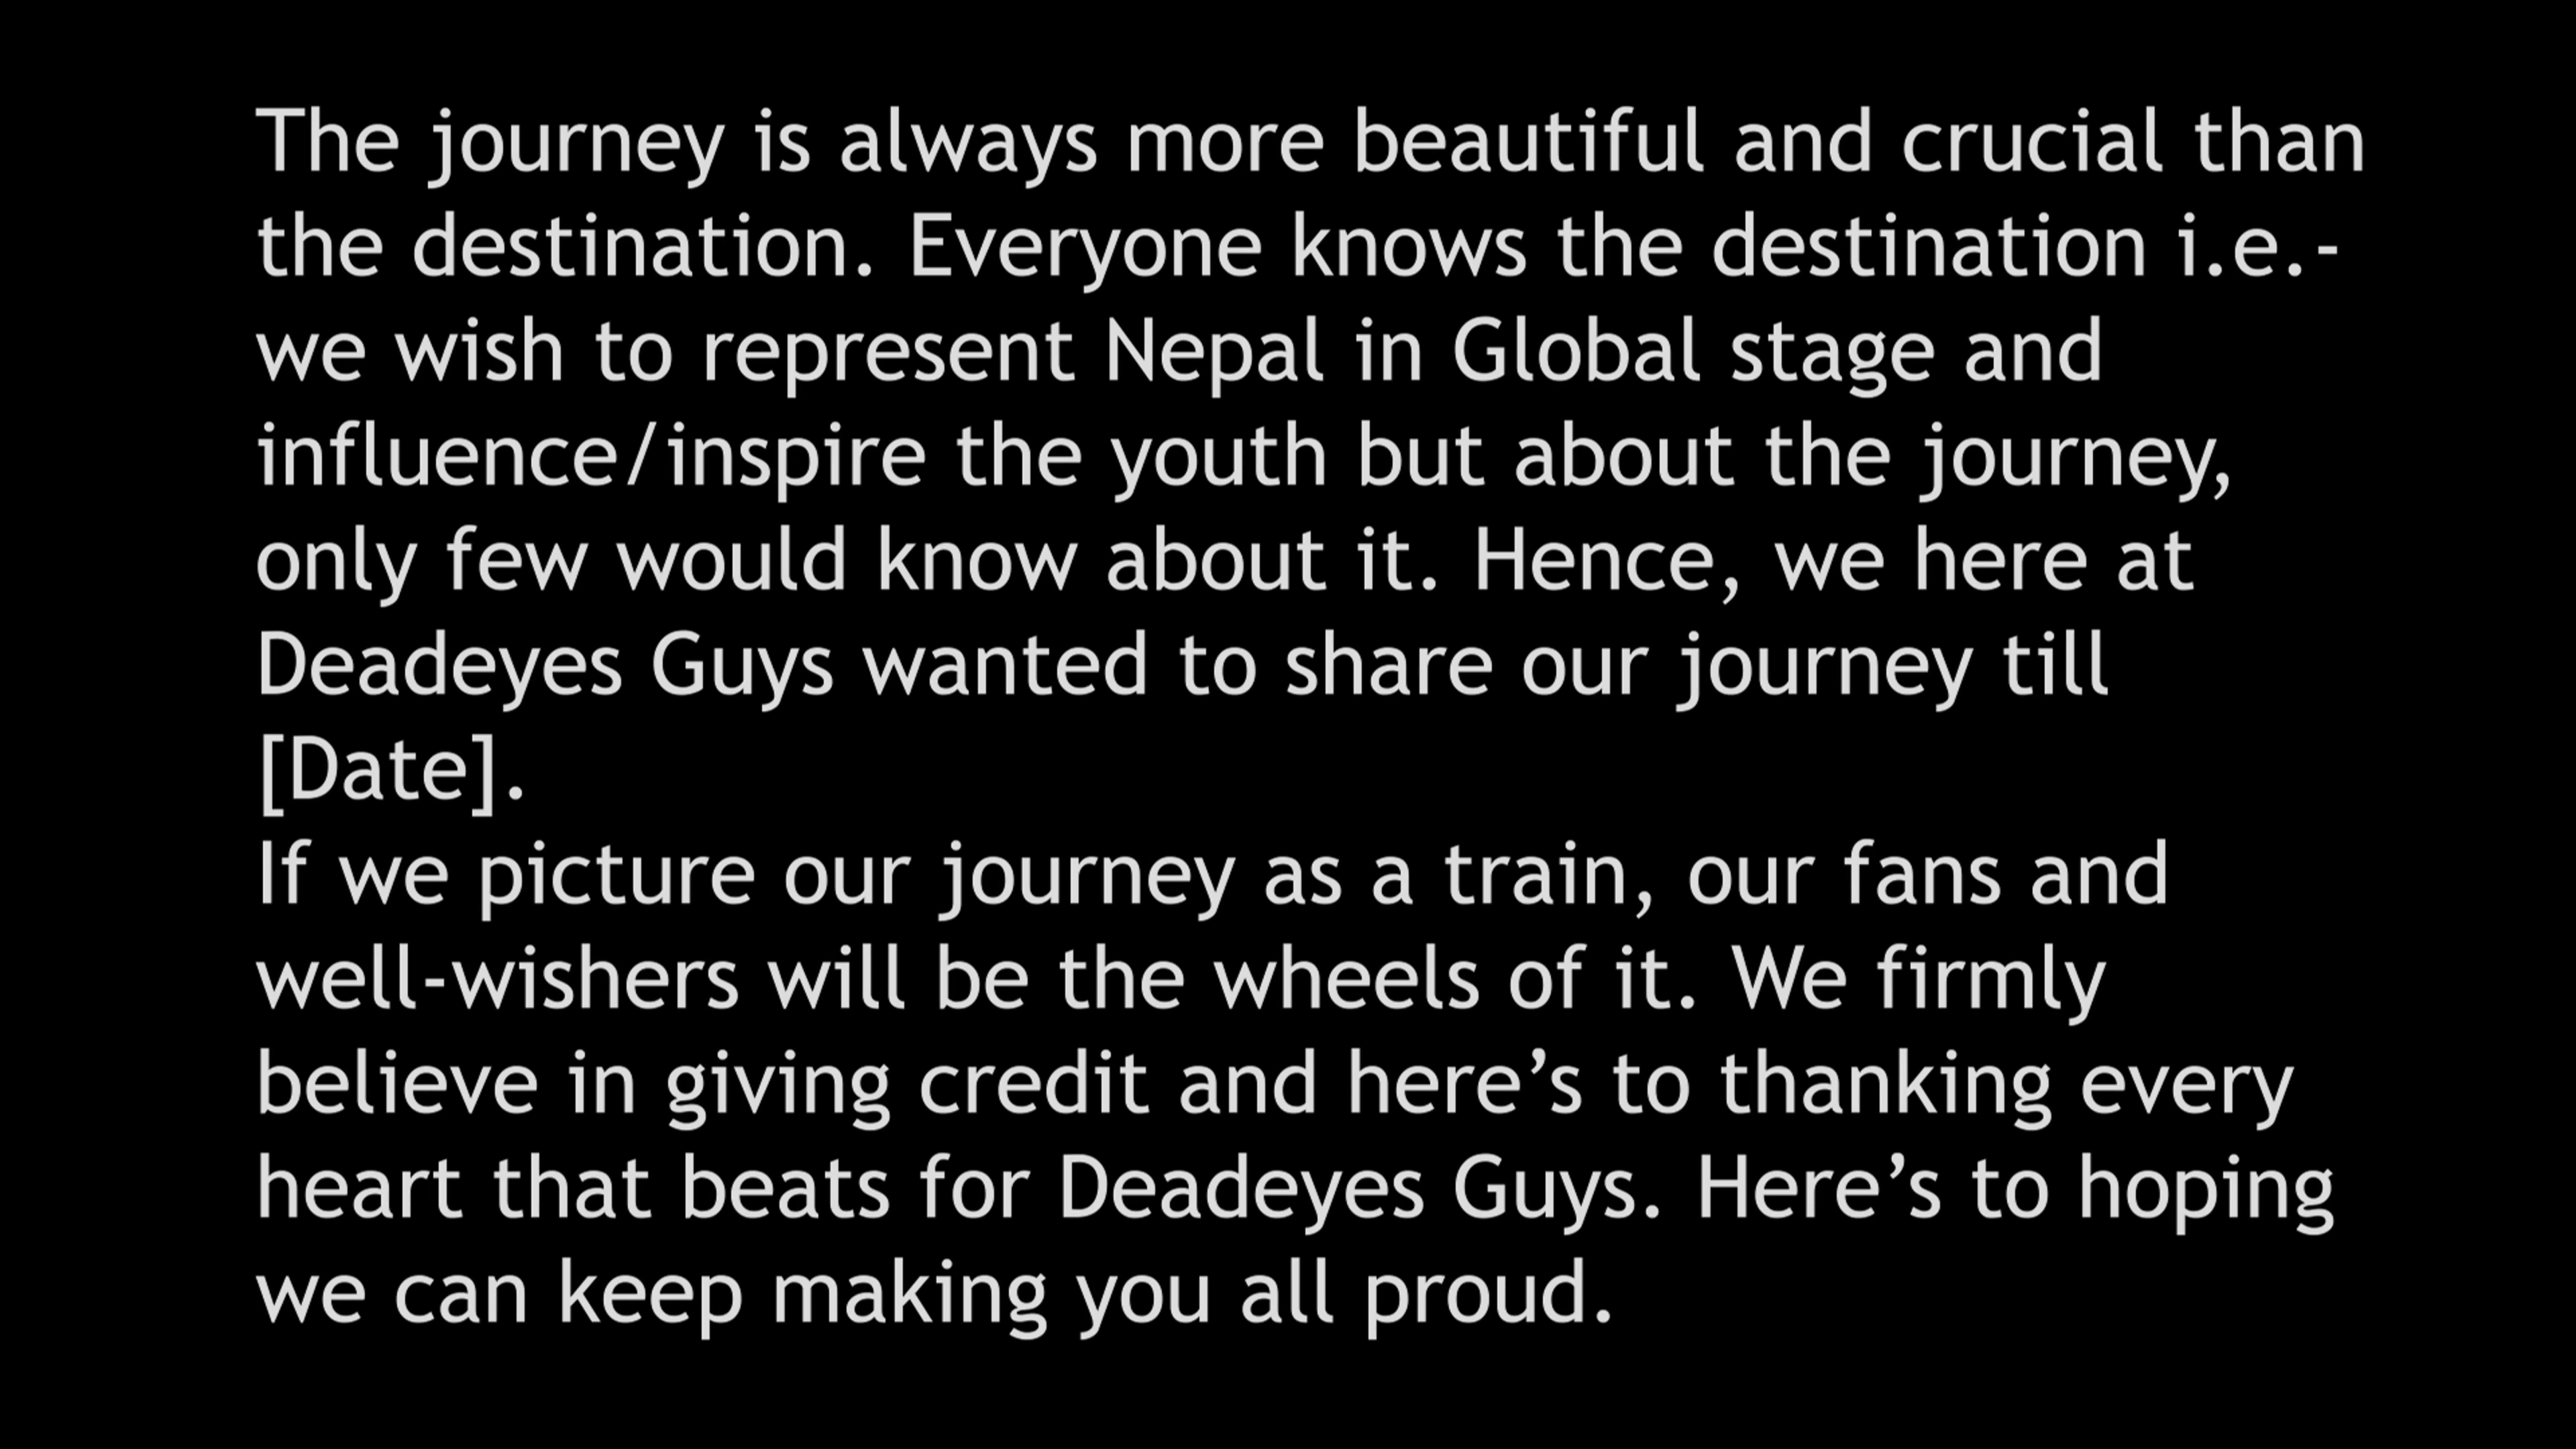 The journey is always more beautiful and crucial than
the destination. Everyone knows the destination i.e.-
we wish to represent Nepal in Global stage and
influence/inspire the youth but about the journey,
only few would know about it. Hence, we here at
Deadeyes Guys wanted to share our journey till
[Date].
If we picture our journey as a train, our fans and
well-wishers will be the wheels of it. We firmly
believe in giving credit and here’s to thanking every
heart that beats for Deadeyes Guys. Here’s to hoping
we can keep making you all proud.